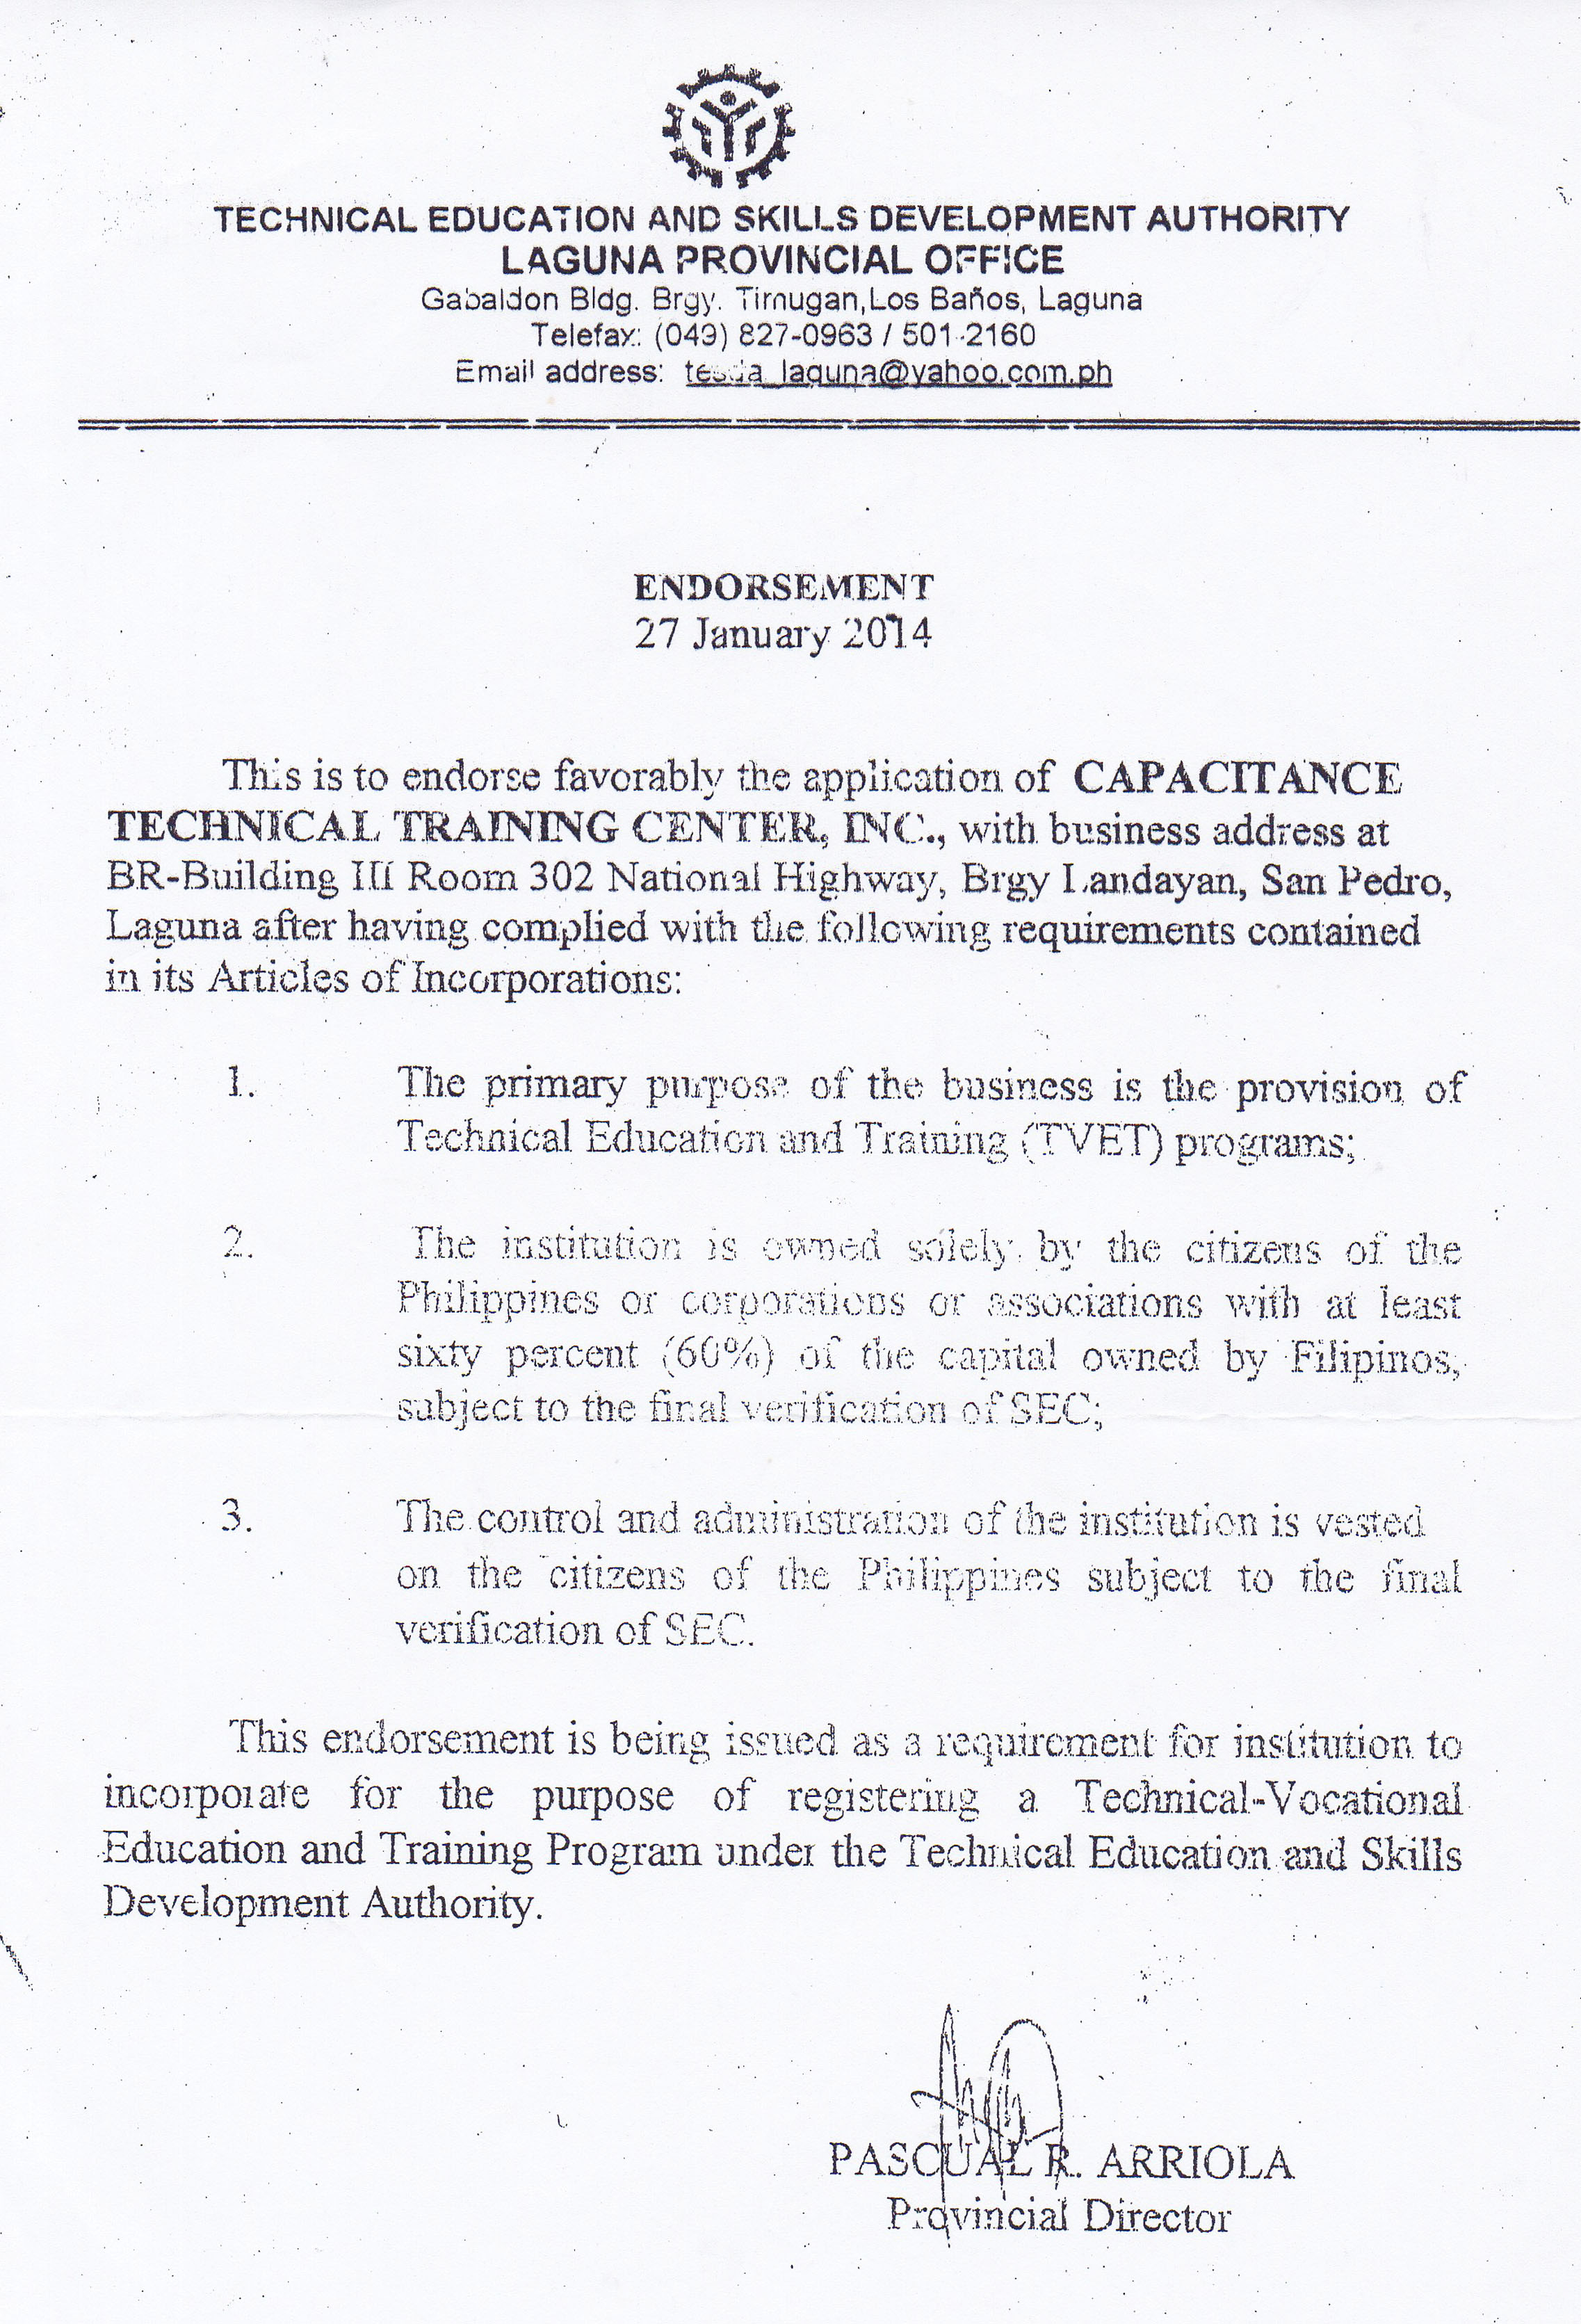 TECHNICAL EDUCATION AND SKILLS DEVELOPMENT AUTHORITY
LAGUNA PROVINCIAL OFFICE
Gabaldon Bldg. Brgy. Timugan,Los Baños, Laguna
Telefax: (049) 827-0963 / 501-2160
Email address: tesda_laguna@yahoo.com.ph
ENDORSEMENT
27 January 2014
This is to endorse favorably the application of CAPACITANCE
TECHNICAL TRAINING CENTER, INC., with business address at
BR-Building III Room 302 National Highway, Brgy Landayan, San Pedro,
Laguna after having complied with the following requirements contained
in its Articles of Incorporations:
1. The primary purpose of the business is the provision of
Technical Education and Training (TVET) programs;
2. The institution is owned solely by the citizens of the
Philippines or corporations or associations with at least
sixty percent (60%) of the capital owned by Filipinos,
subject to the final verification of SEC;
3. The control and administration of the institution is vested
on the citizens of the Philippines subject to the final
verification of SEC.
This endorsement is being issued as a requirement for institution to
incorporate for the purpose of registering a Technical-Vocational
Education and Training Program under the Technical Education and Skills
Development Authority.
PASCUAL R. ARRIOLA
Provincial Director